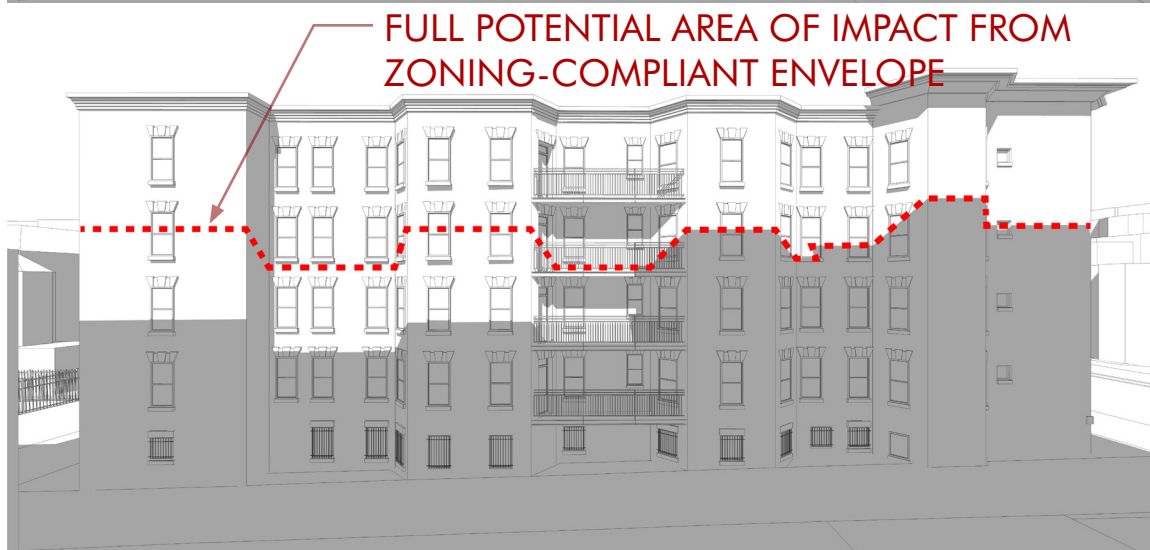 FULL POTENTIAL AREA OF IMPACT FROM
ZONING-COMPLIANT ENVELOPE